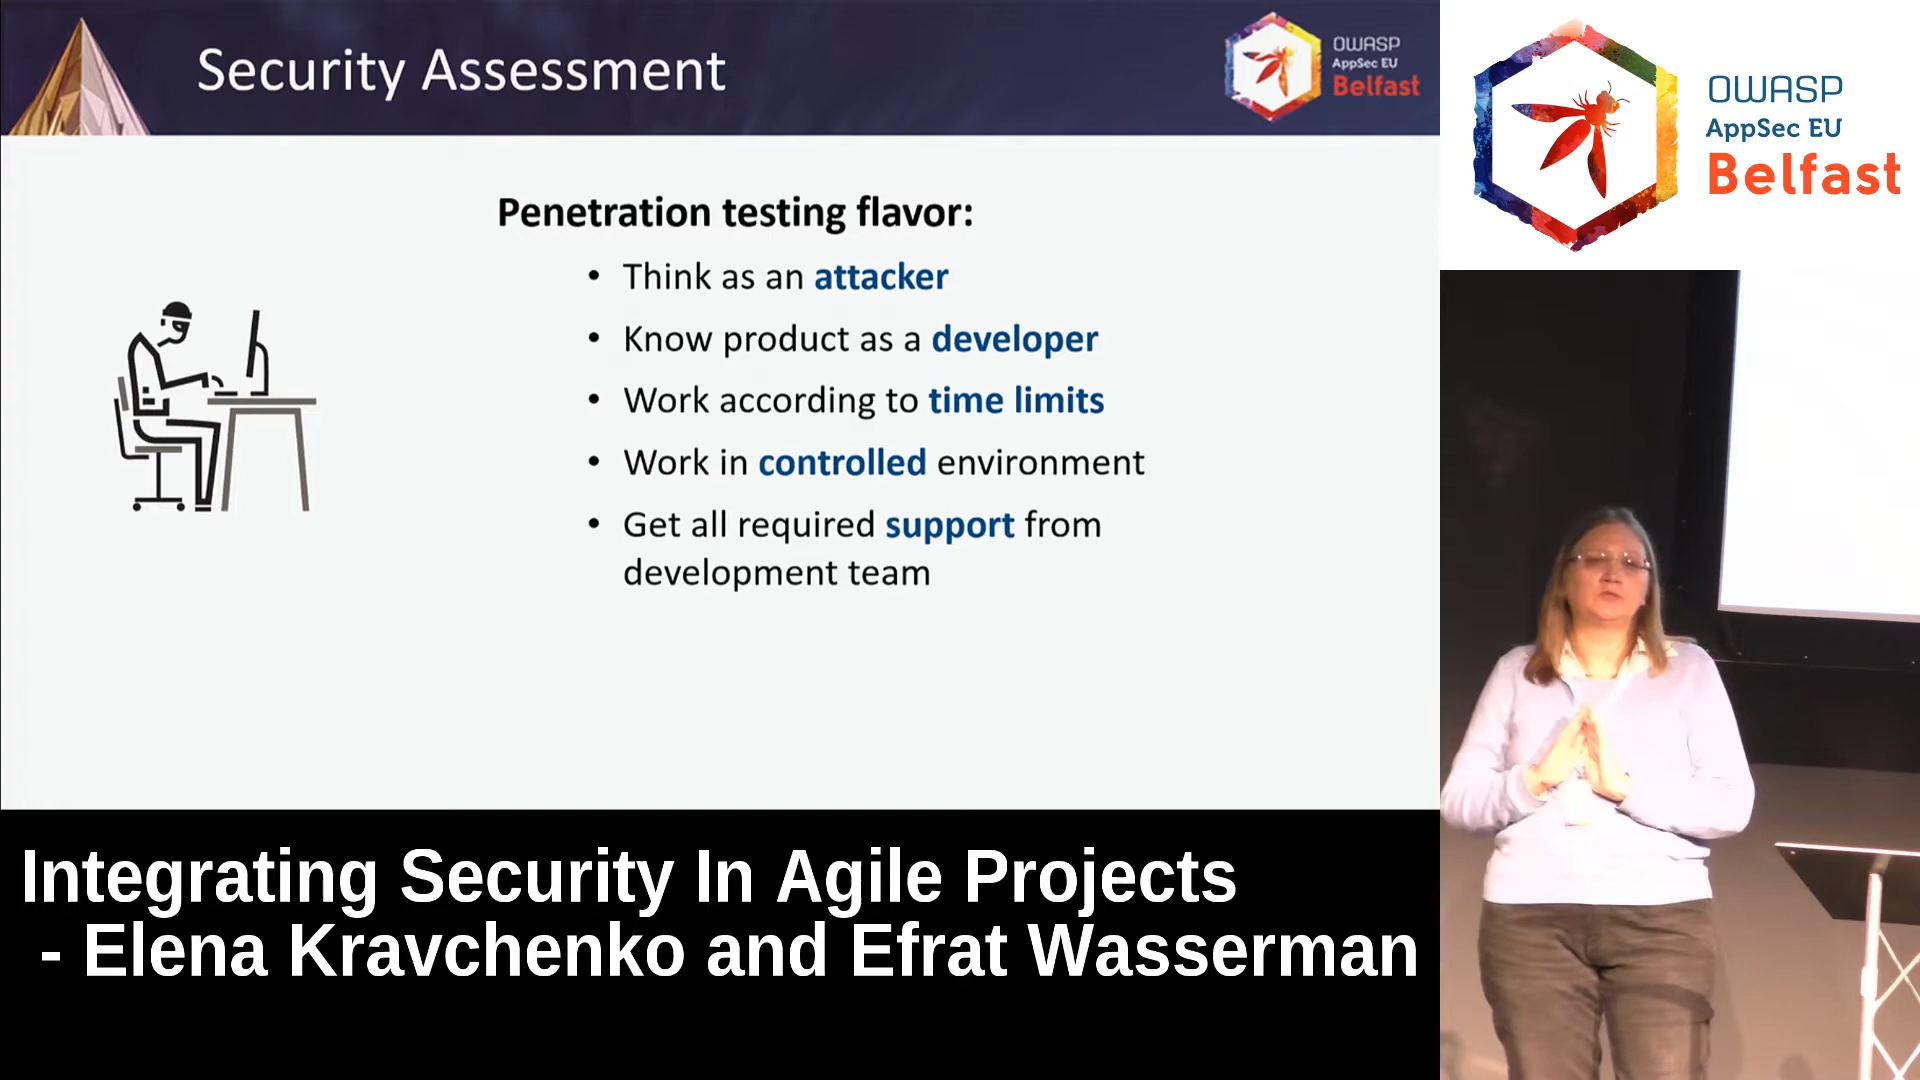 Security Assessment
OWASP
AppSec EU
Belfast
Penetration testing flavor:
• Think as an attacker
• Know product as a developer
• Work according to time limits
• Work in controlled environment
• Get all required support from
development team
OWASP
AppSec EU
Belfast
Integrating Security In Agile Projects
- Elena Kravchenko and Efrat Wasserman